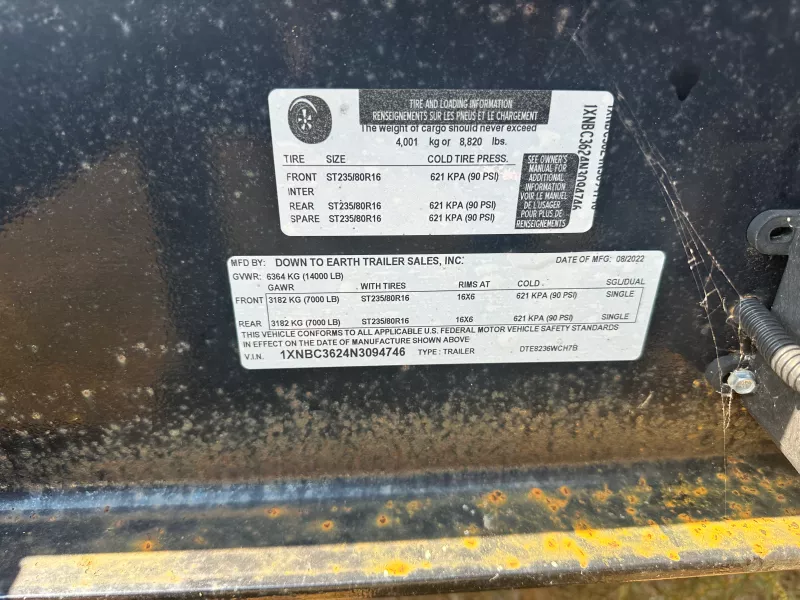 TIRE AND LOADING INFORMATION
RENSEIGNEMENTS SUR LES PNEUS ET LE CHARGEMENT
The weight of cargo should never exceed
4,001 kg or 8,820 lbs.
TIRE SIZE COLD TIRE PRESS.
FRONT ST235/80R16 621 KPA (90 PSI)
INTER
REAR ST235/80R16 621 KPA (90 PSI)
SPARE ST235/80R16 621 KPA (90 PSI)
SEE OWNER'S
MANUAL FOR
ADDITIONAL
INFORMATION
VOIR LE MANUEL
DE L'USAGER
POUR PLUS DE
RENSEIGNEMENTS
1XNBC3624N3094746
MFD BY: DOWN TO EARTH TRAILER SALES, INC. DATE OF MFG: 08/2022
GVWR: 6364 KG (14000 LB)
GAWR WITH TIRES RIMS AT COLD SGL/DUAL
FRONT 3182 KG (7000 LB) ST235/80R16 16X6 621 KPA (90 PSI) SINGLE
REAR 3182 KG (7000 LB) ST235/80R16 16X6 621 KPA (90 PSI) SINGLE
THIS VEHICLE CONFORMS TO ALL APPLICABLE U.S. FEDERAL MOTOR VEHICLE SAFETY STANDARDS
IN EFFECT ON THE DATE OF MANUFACTURE SHOWN ABOVE.
V.I.N. 1XNBC3624N3094746 TYPE: TRAILER DTE8236WCH7B